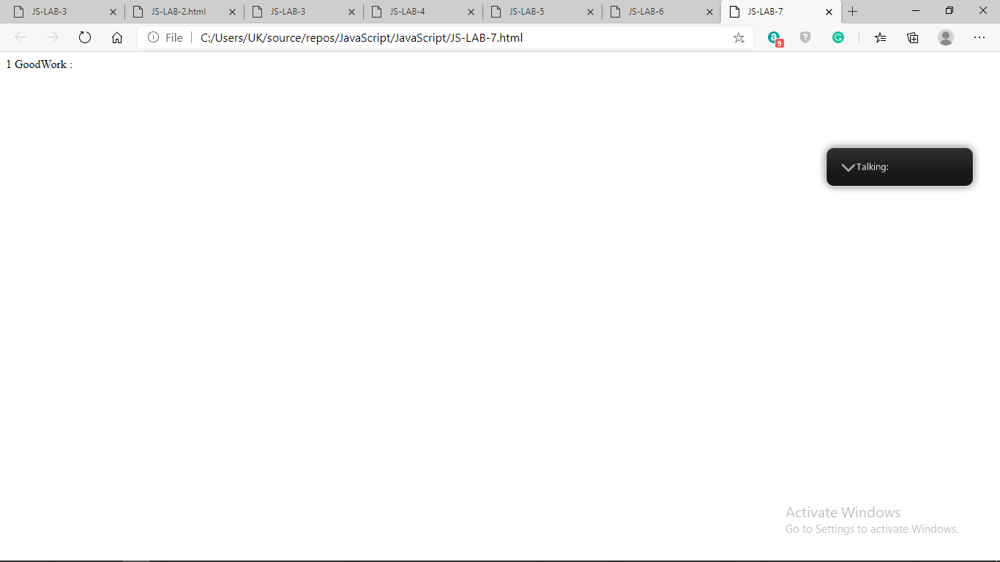 JS-LAB-3
JS-LAB-2.html
JS-LAB-3
JS-LAB-4
JS-LAB-5
JS-LAB-6
JS-LAB-7
File
C:/Users/UK/source/repos/JavaScript/JavaScript/JS-LAB-7.html
a
9
?
G
1 GoodWork :
Talking:
Activate Windows
Go to Settings to activate Windows.